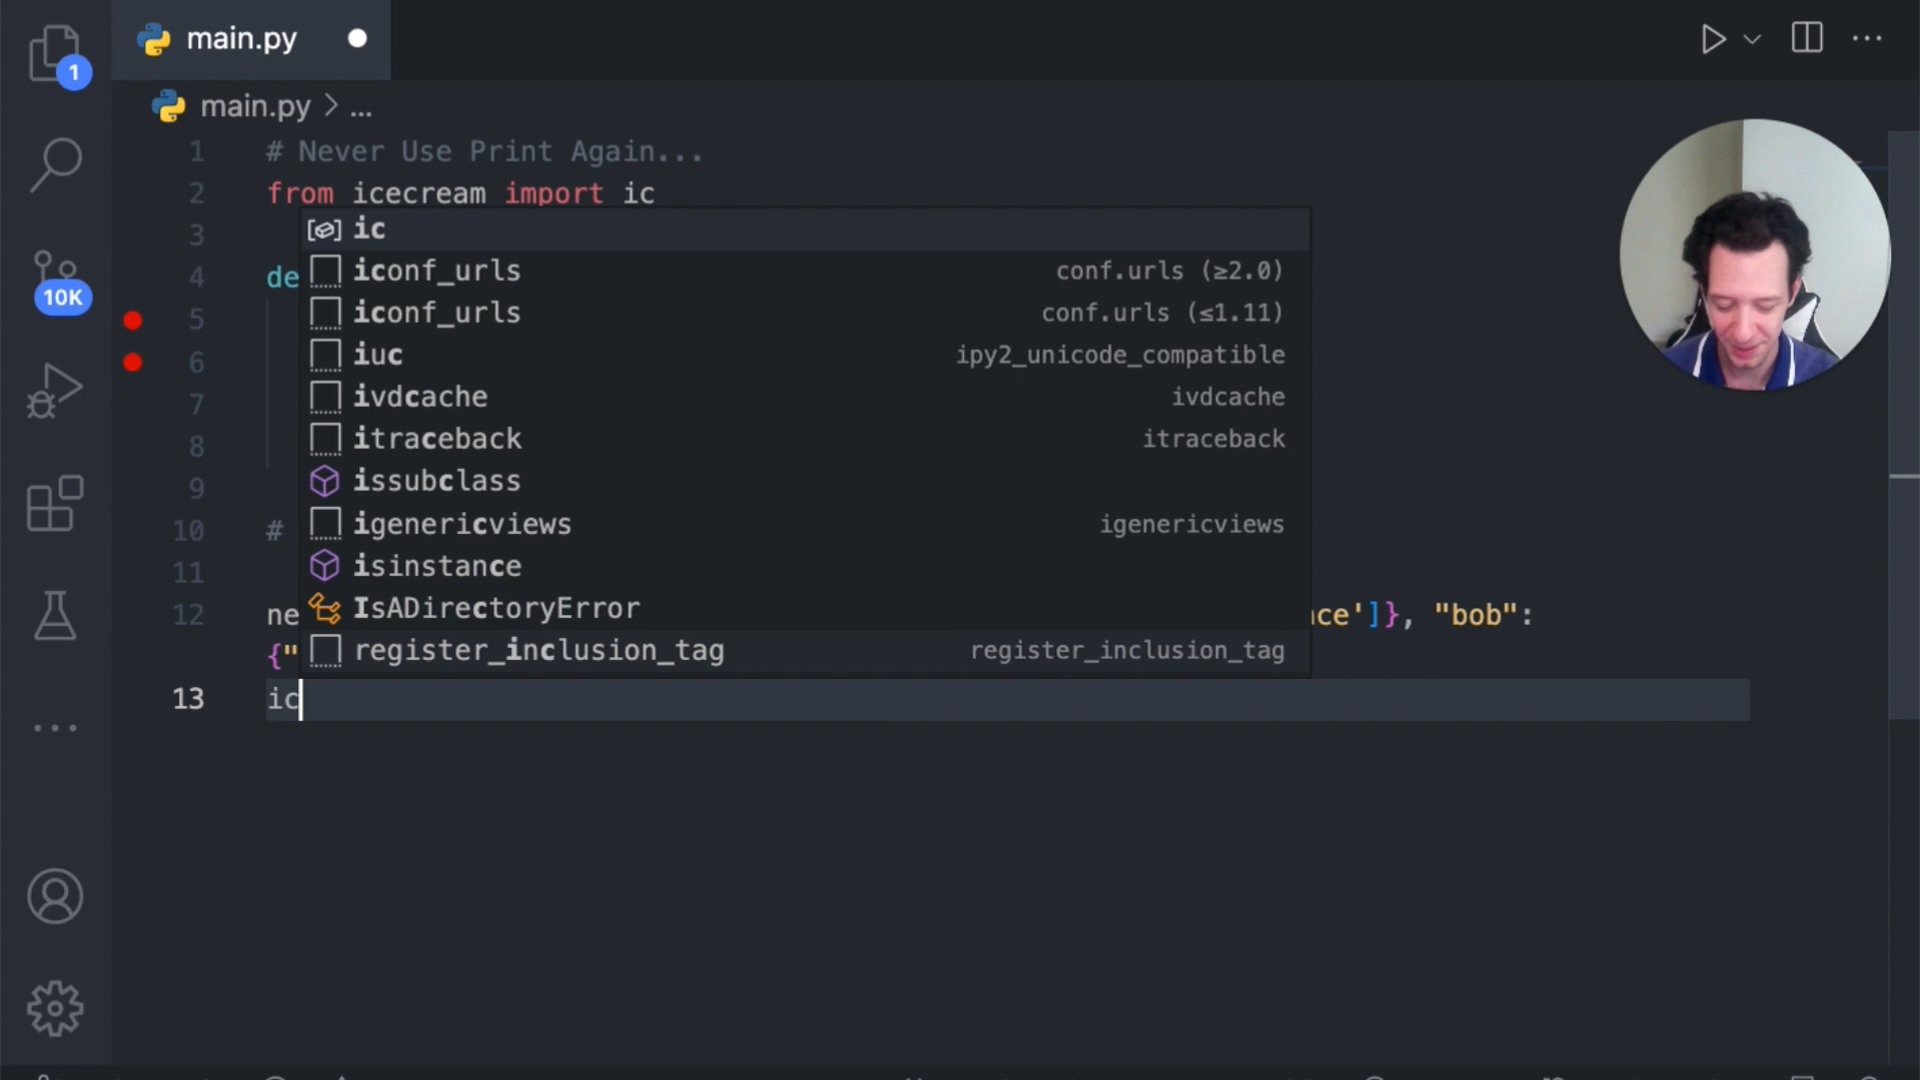 main.py
1
main.py > ...
1 # Never Use Print Again...
2 from icecream import ic
3 ic
4 de iconf_urls conf.urls (≥2.0)
10K
5 iconf_urls conf.urls (≤1.11)
6 iuc ipy2_unicode_compatible
7 ivdcache ivdcache
8 itraceback itraceback
9 issubclass
10 # igenericviews igenericviews
11 isinstance
12 ne IsADirectoryError nce']}, "bob":
{" register_inclusion_tag register_inclusion_tag
13 ic